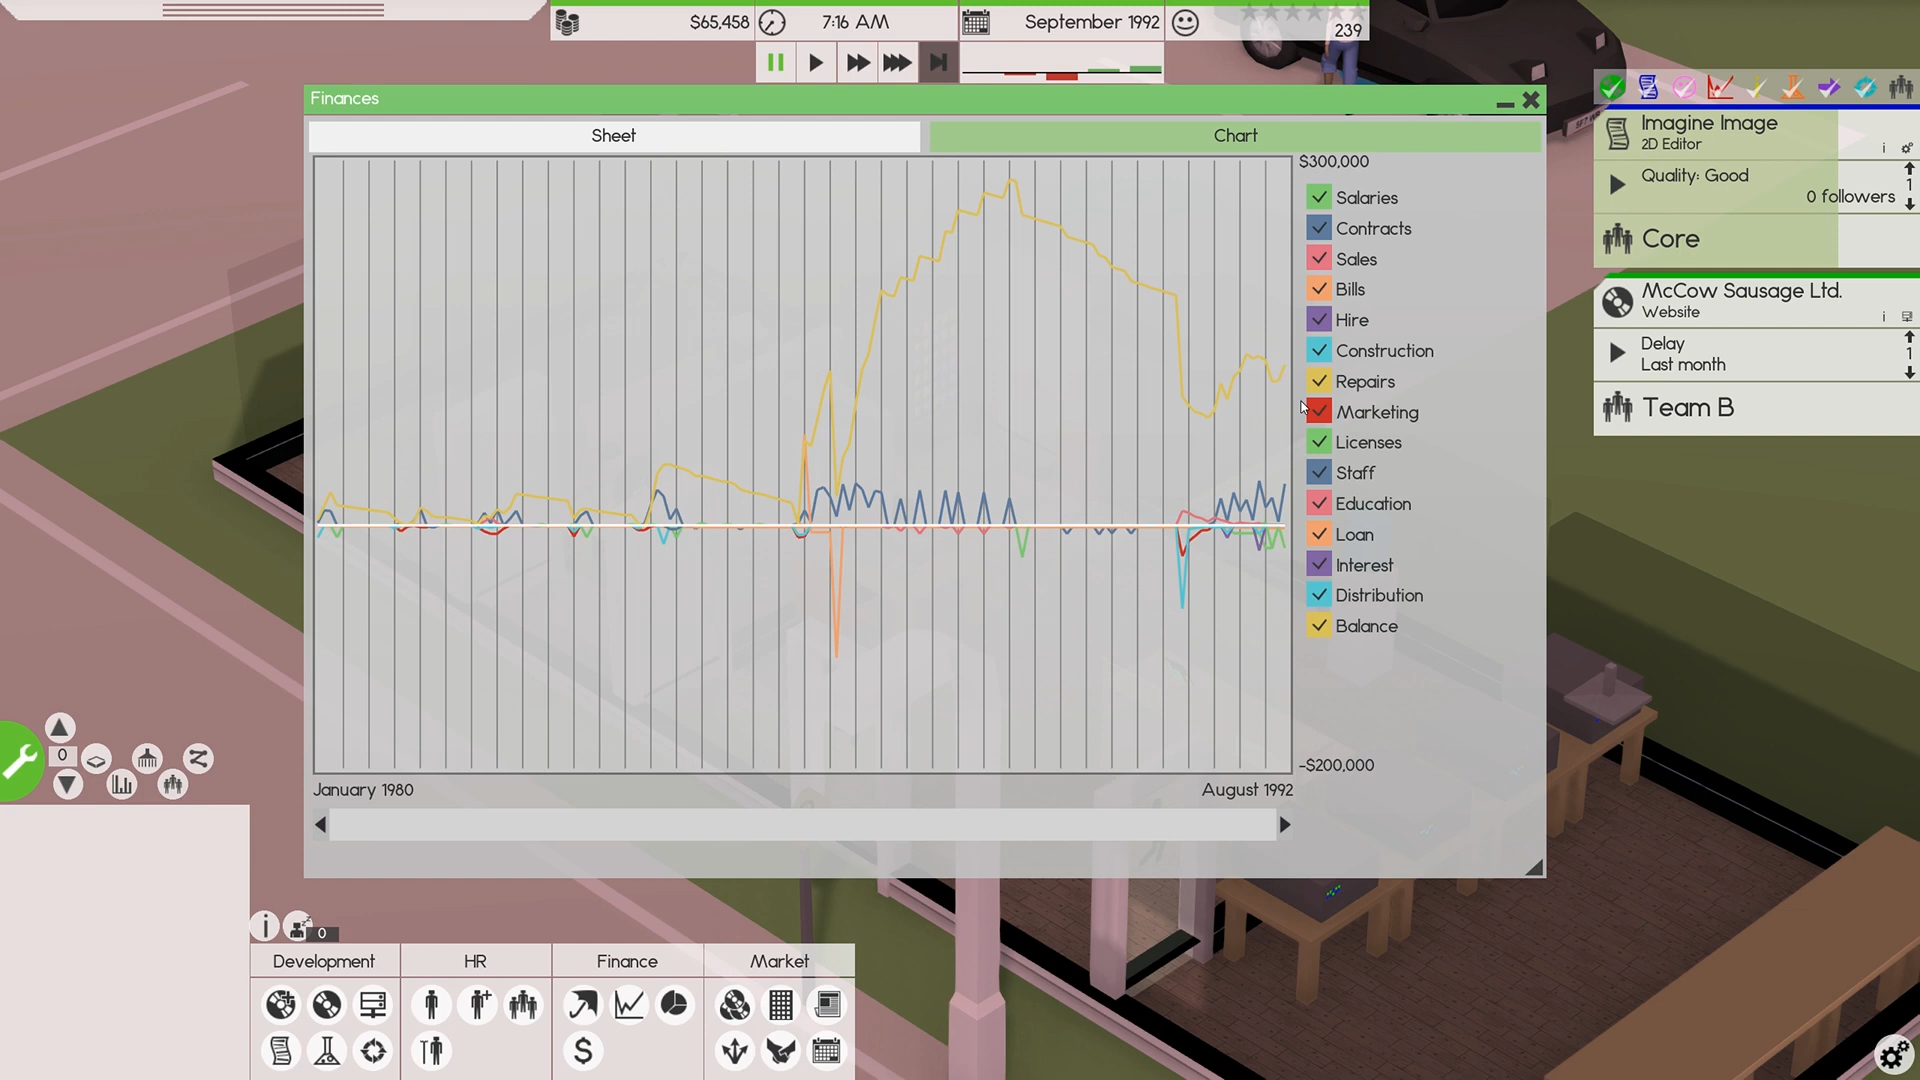 $65,458
7:16 AM
September 1992
239
Finances
Sheet
Chart
$300,000
Salaries
Contracts
Sales
Bills
Hire
Construction
Repairs
Marketing
Licenses
Staff
Education
Loan
Interest
Distribution
Balance
-$200,000
January 1980
August 1992
Imagine Image
2D Editor
i
Quality: Good
1
0 followers
Core
McCow Sausage Ltd.
Website
i
Delay
1
Last month
Team B
0
i
0
Development
HR
Finance
Market
$